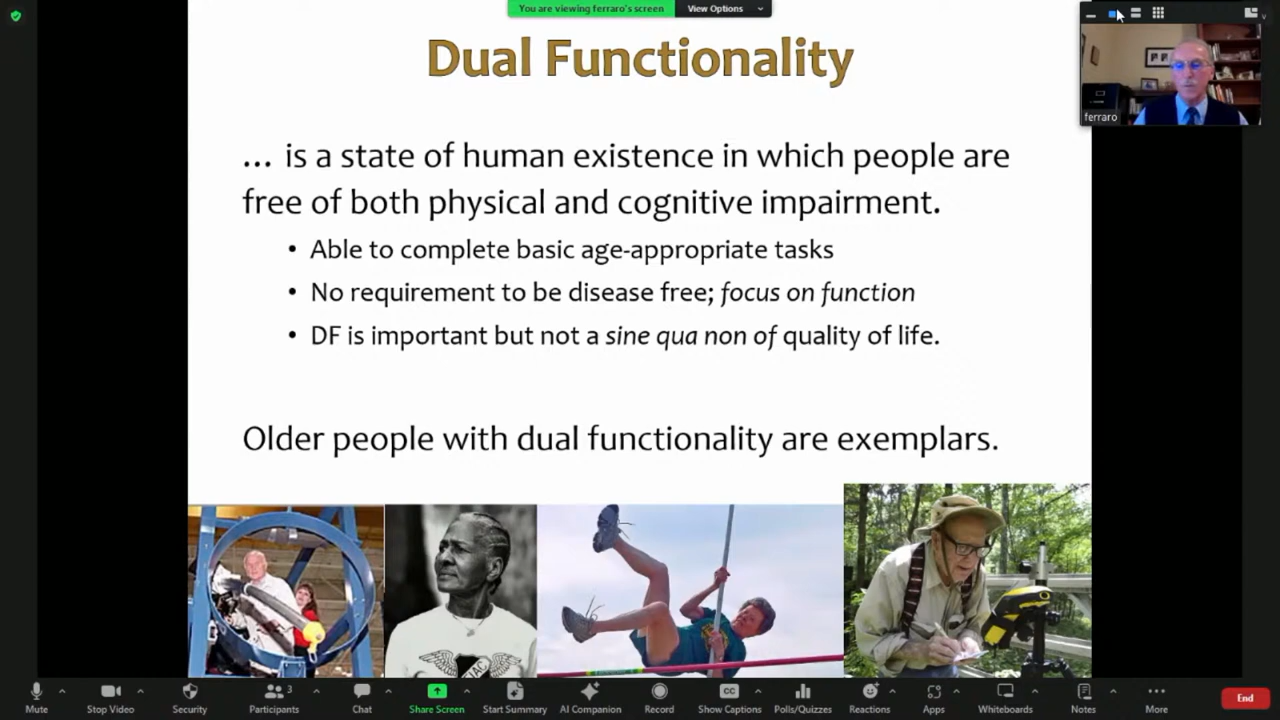 You are viewing ferraro's screen View Options
Dual Functionality
ferraro
... is a state of human existence in which people are
free of both physical and cognitive impairment.
• Able to complete basic age-appropriate tasks
• No requirement to be disease free; focus on function
• DF is important but not a sine qua non of quality of life.
Older people with dual functionality are exemplars.
3
Mute Stop Video Security Participants Chat Share Screen Start Summary AI Companion Record Show Captions Polls/Quizzes Reactions Apps Whiteboards Notes More End